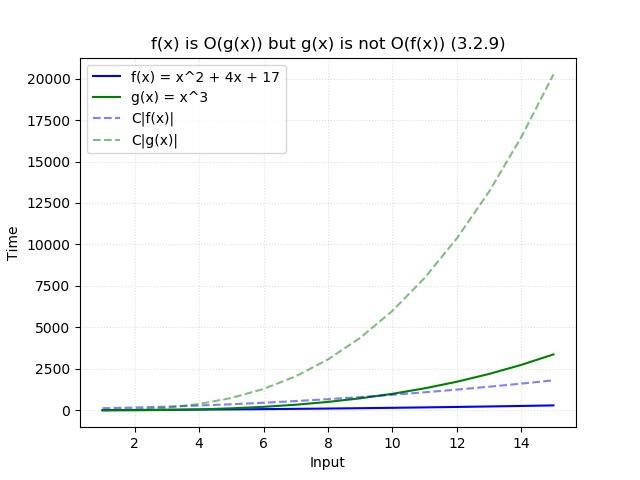 f(x) is O(g(x)) but g(x) is not O(f(x)) (3.2.9)
f(x) = x^2 + 4x + 17
g(x) = x^3
C|f(x)|
C|g(x)|
20000
17500
15000
12500
10000
7500
5000
2500
0
Time
2 4 6 8 10 12 14
Input